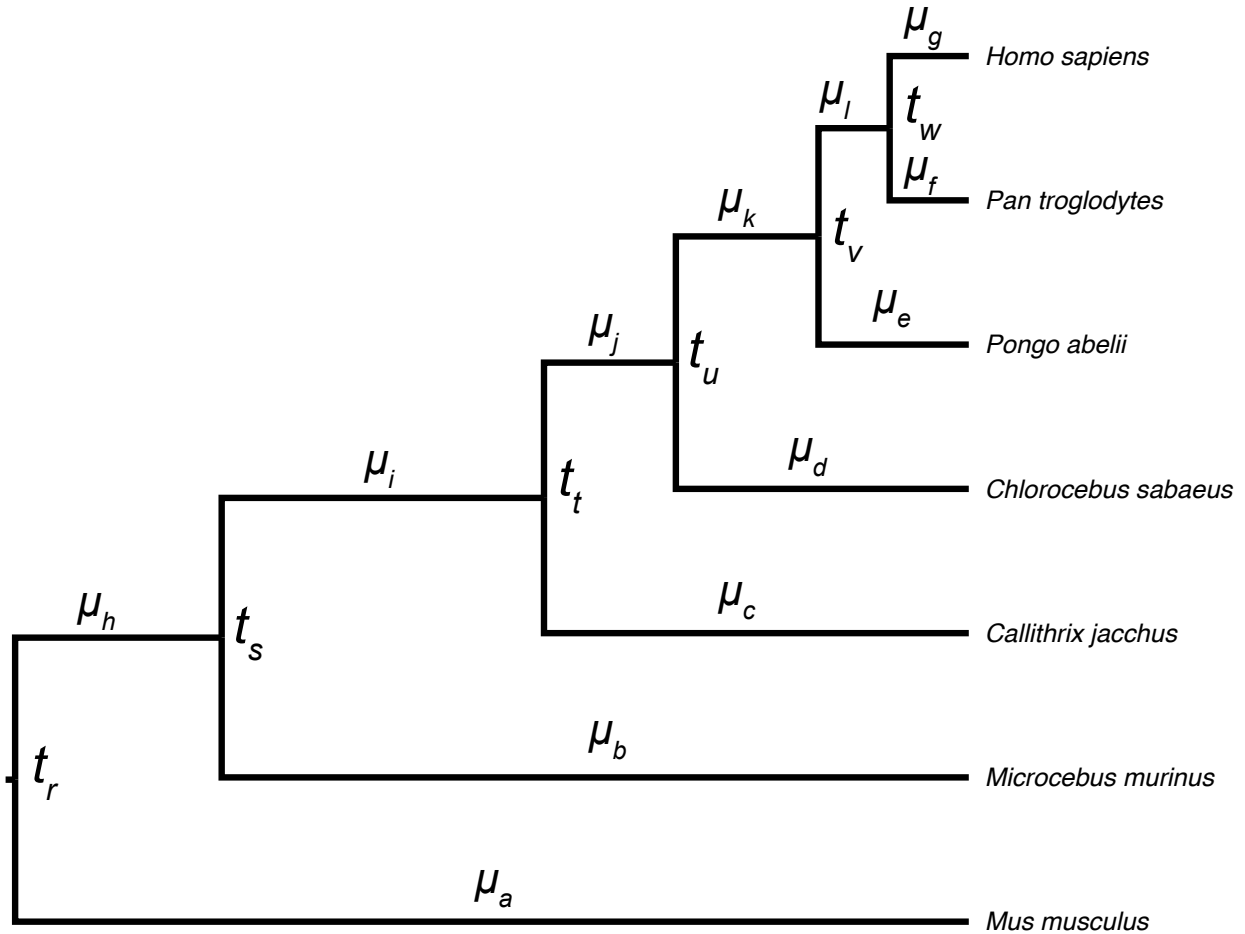 μg
Homo sapiens
μl
tw
μf
Pan troglodytes
μk
tv
μe
Pongo abelii
μj
tu
μd
Chlorocebus sabaeus
μi
tt
μc
Callithrix jacchus
μh
ts
μb
Microcebus murinus
tr
μa
Mus musculus